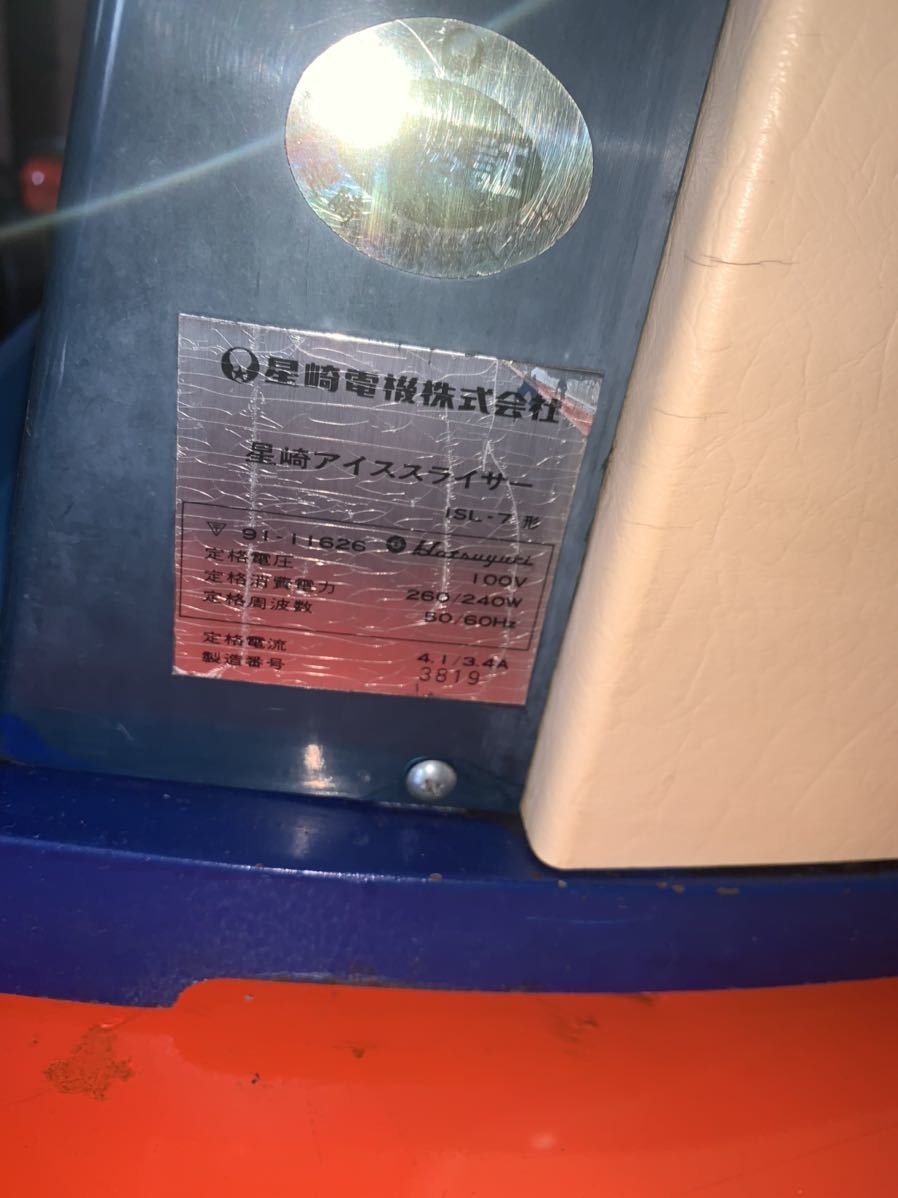 星崎電機株式会社
星崎アイススライサー
ISL-7 形
91-11626 Hatsuyuki
定格電圧 100V
定格消費電力 260/240W
定格周波数 50/60Hz
定格電流 4.1/3.4A
製造番号 3819